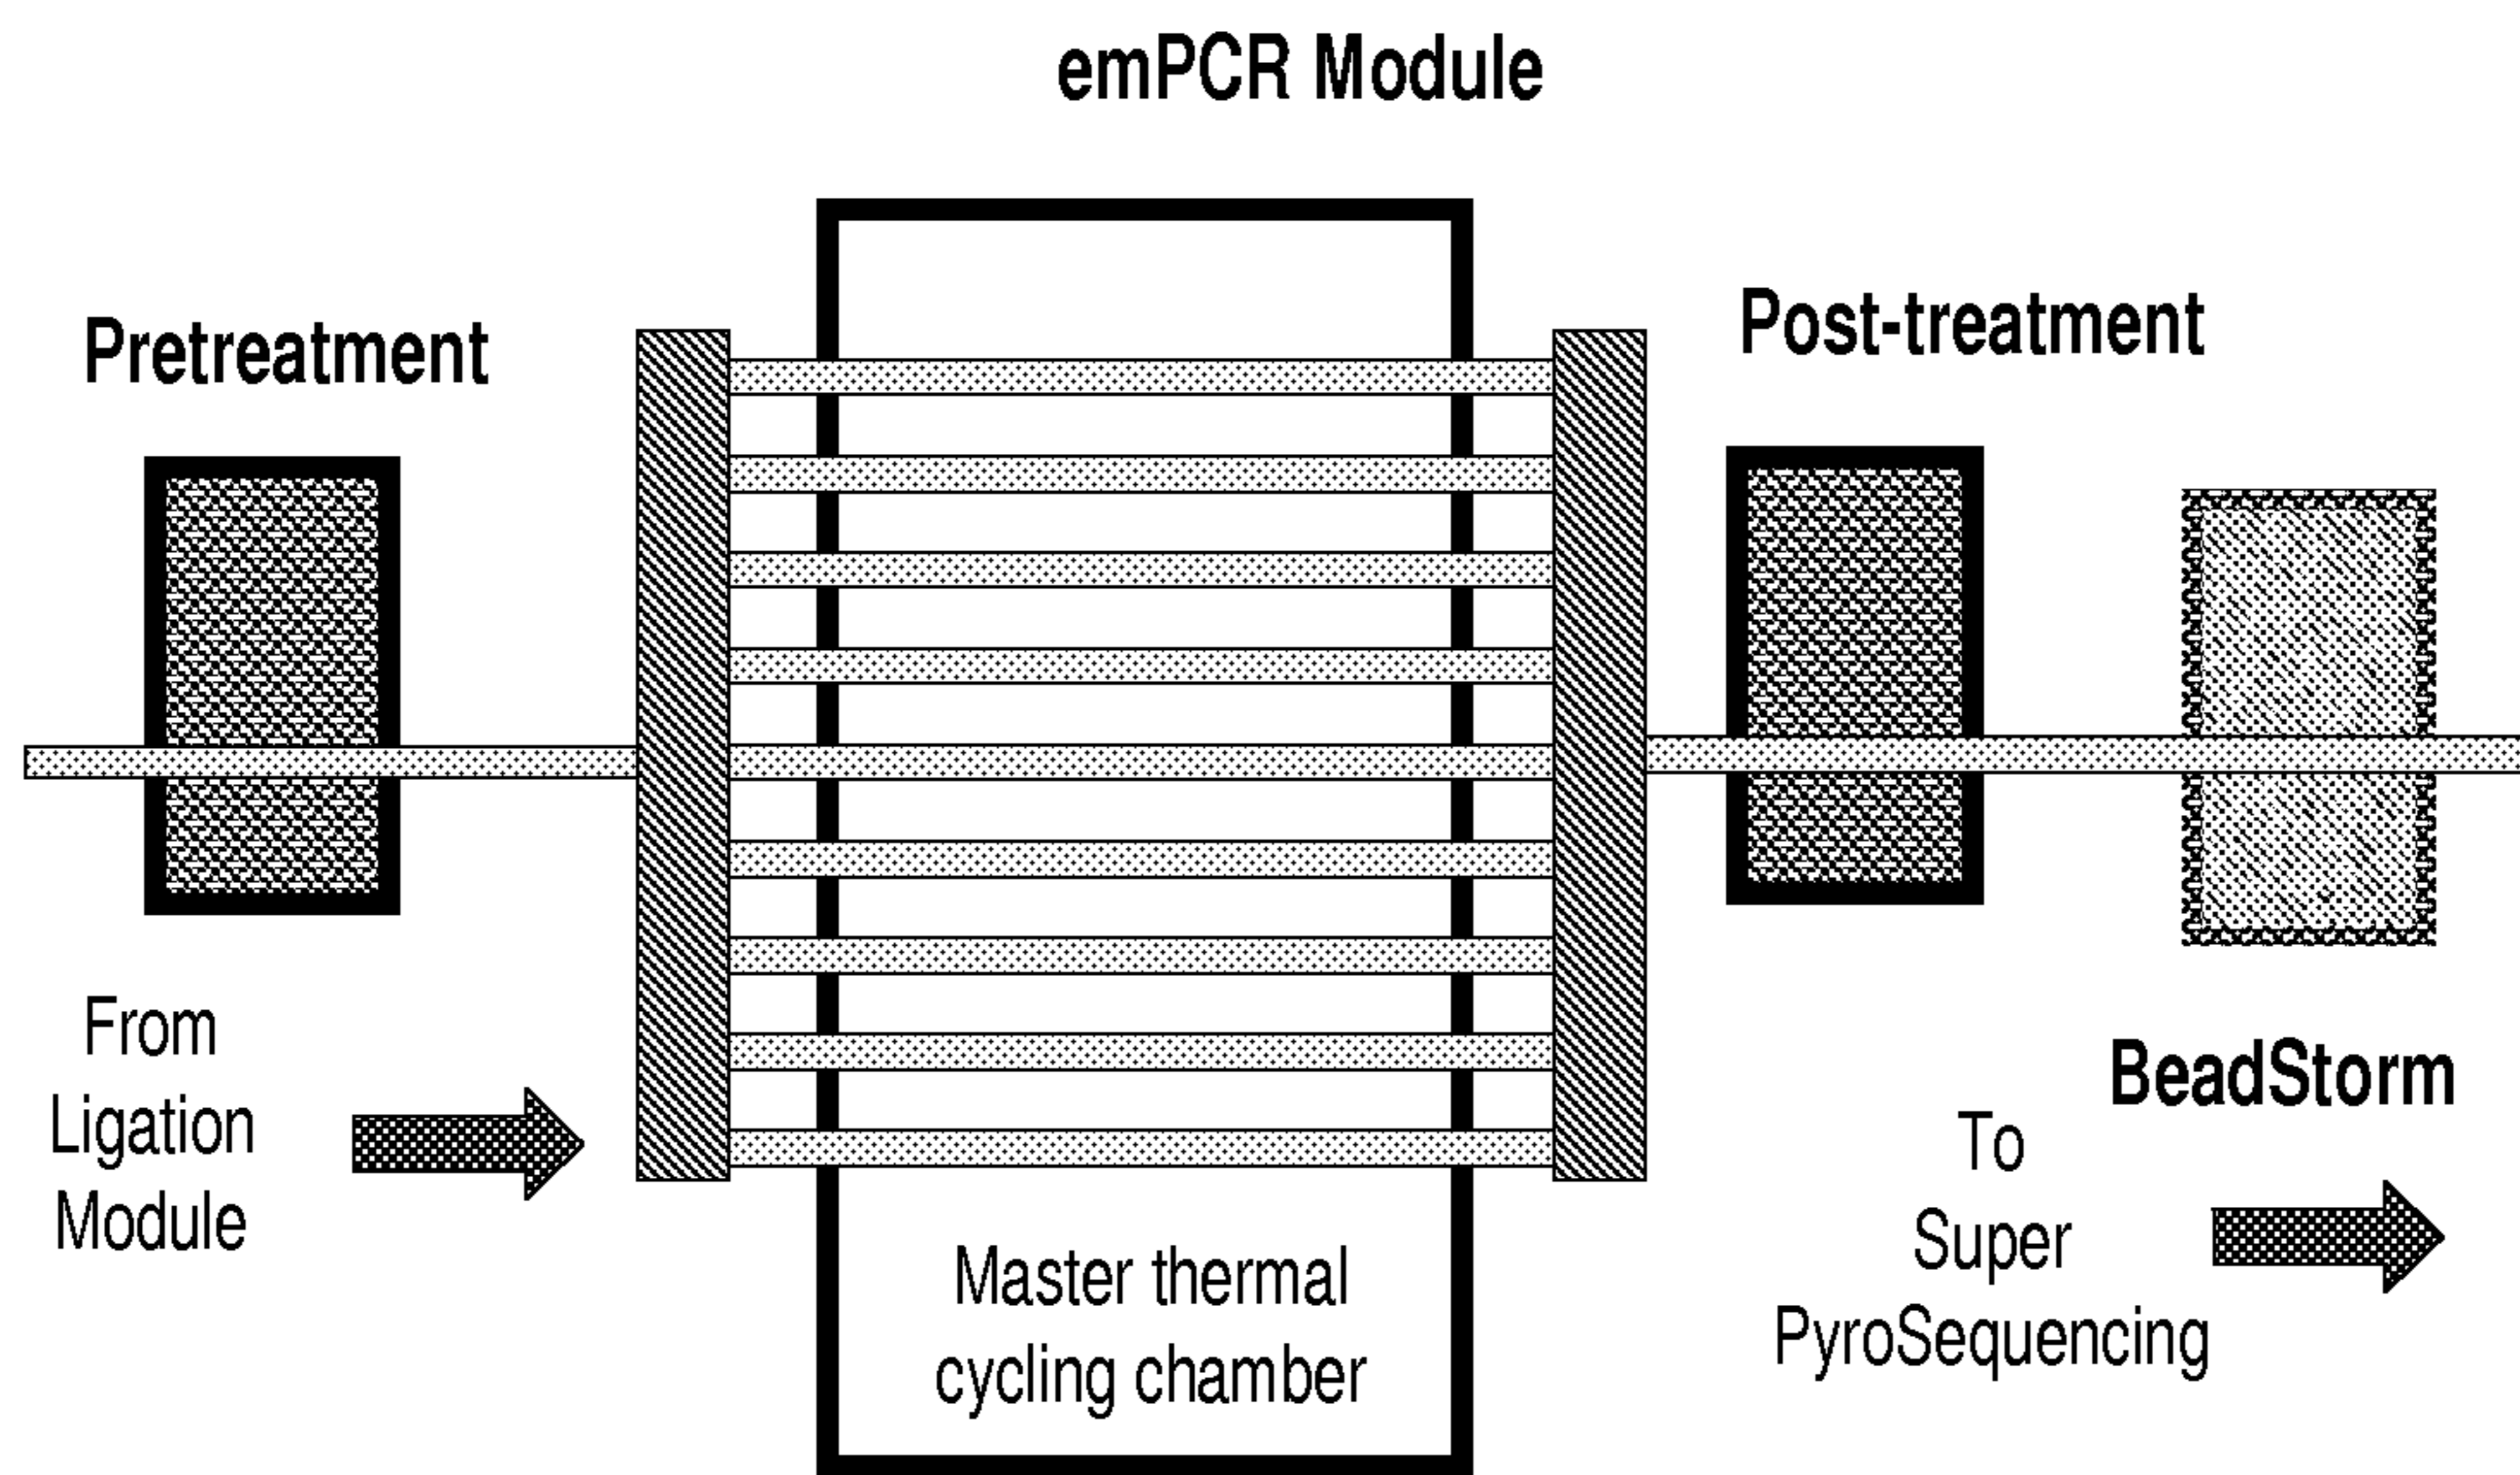 emPCR Module
Pretreatment
Post-treatment
From
Ligation
Module
Master thermal
cycling chamber
BeadStorm
To
Super
PyroSequencing